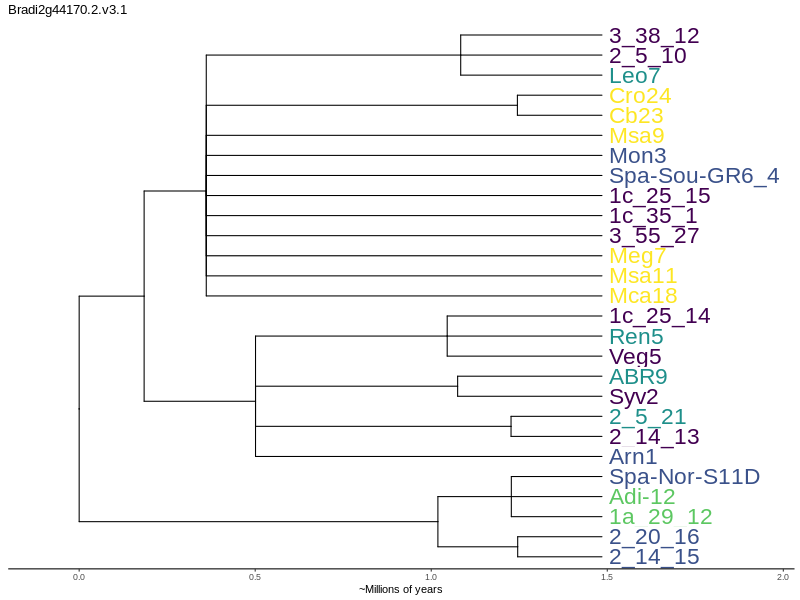 Bradi2g44170.2.v3.1
3_38_12
2_5_10
Leo7
Cro24
Cb23
Msa9
Mon3
Spa-Sou-GR6_4
1c_25_15
1c_35_1
3_55_27
Meg7
Msa11
Mca18
1c_25_14
Ren5
Veg5
ABR9
Syv2
2_5_21
2_14_13
Arn1
Spa-Nor-S11D
Adi-12
1a_29_12
2_20_16
2_14_15
0.0 0.5 1.0 1.5 2.0
~Millions of years